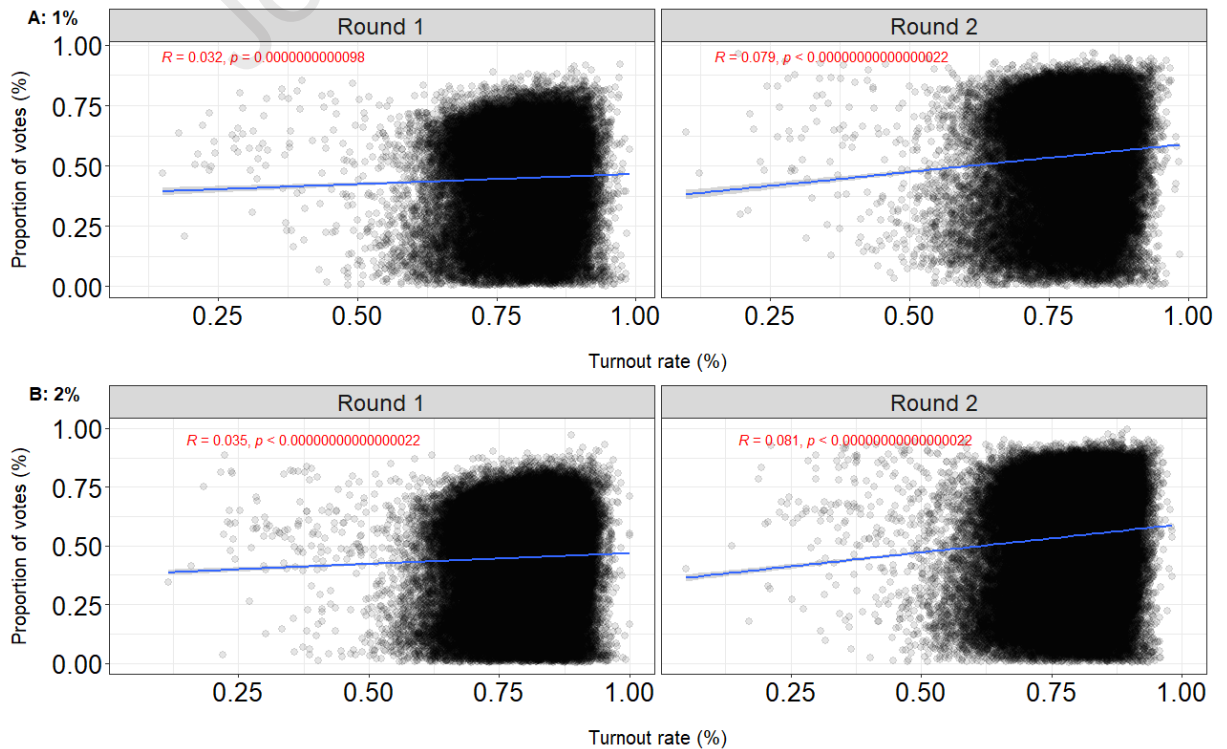 A: 1%
Round 1
Round 2
R = 0.032, p = 0.0000000000098
R = 0.079, p < 0.00000000000000022
Proportion of votes (%)
1.00
0.75
0.50
0.25
0.00
0.25 0.50 0.75 1.00
0.25 0.50 0.75 1.00
Turnout rate (%)
B: 2%
Round 1
Round 2
R = 0.035, p < 0.00000000000000022
R = 0.081, p < 0.00000000000000022
Proportion of votes (%)
1.00
0.75
0.50
0.25
0.00
0.25 0.50 0.75 1.00
0.25 0.50 0.75 1.00
Turnout rate (%)